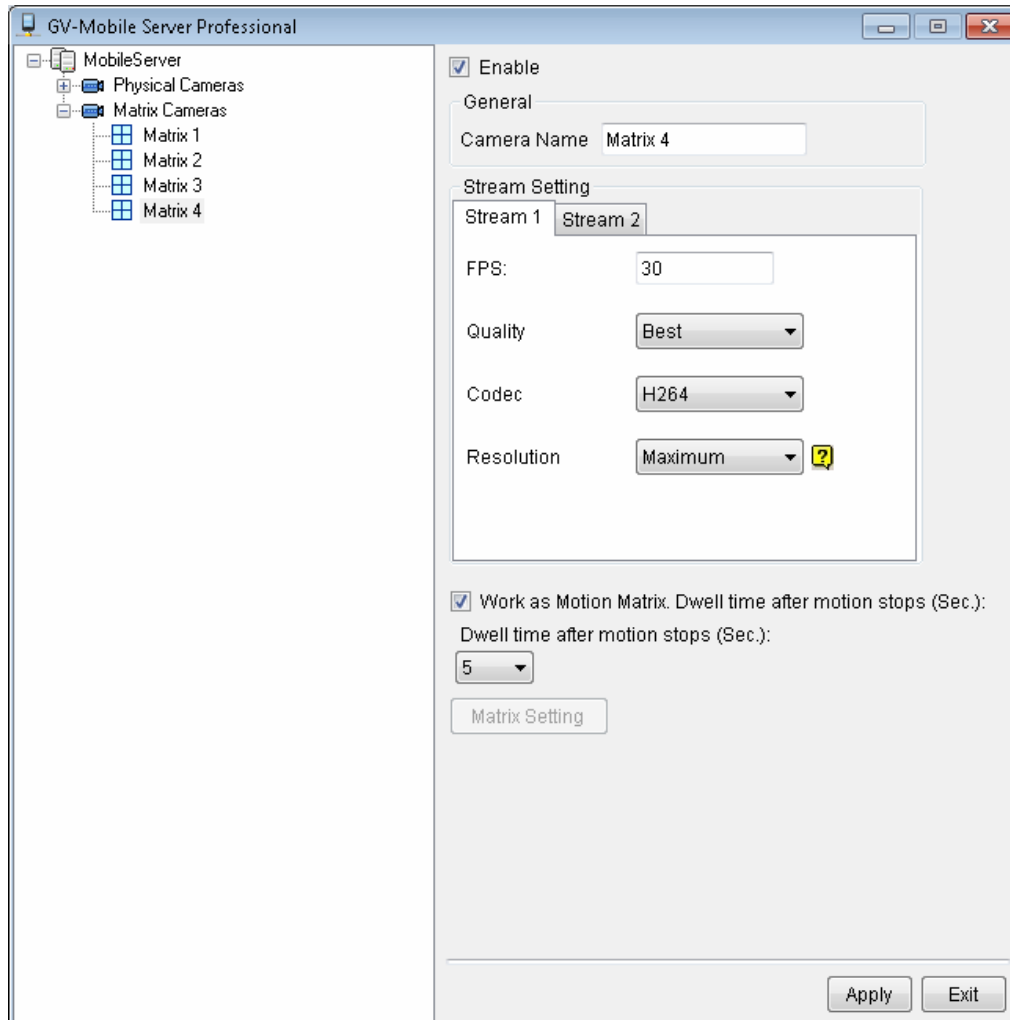 GV-Mobile Server Professional
MobileServer
Physical Cameras
Matrix Cameras
Matrix 1
Matrix 2
Matrix 3
Matrix 4
Enable
General
Camera Name Matrix 4
Stream Setting
Stream 1 Stream 2
FPS: 30
Quality Best
Codec H264
Resolution Maximum ?
Work as Motion Matrix. Dwell time after motion stops (Sec.):
Dwell time after motion stops (Sec.):
5
Matrix Setting
Apply Exit